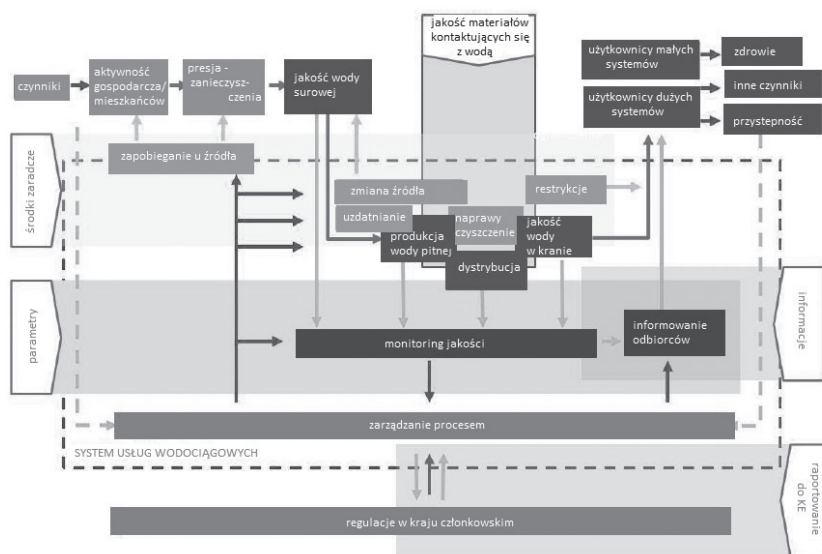 jakość materiałów
kontaktujących się
z wodą
czynniki
aktywność
gospodarcza/
mieszkańców
presja -
zanieczysz-
czenia
jakość wody
surowej
użytkownicy małych
systemów
użytkownicy dużych
systemów
zdrowie
inne czynniki
przystepność
środki zaradcze
zapobieganie u źródła
zmiana źródła
uzdatnianie
naprawy
czyszczenie
restrykcje
produkcja
wody pitnej
jakość
wody
w kranie
dystrybucja
parametry
monitoring jakości
informowanie
odbiorców
informacje
zarządzanie procesem
SYSTEM USŁUG WODOCIĄGOWYCH
regulacje w kraju członkowskim
raportowanie
do KE